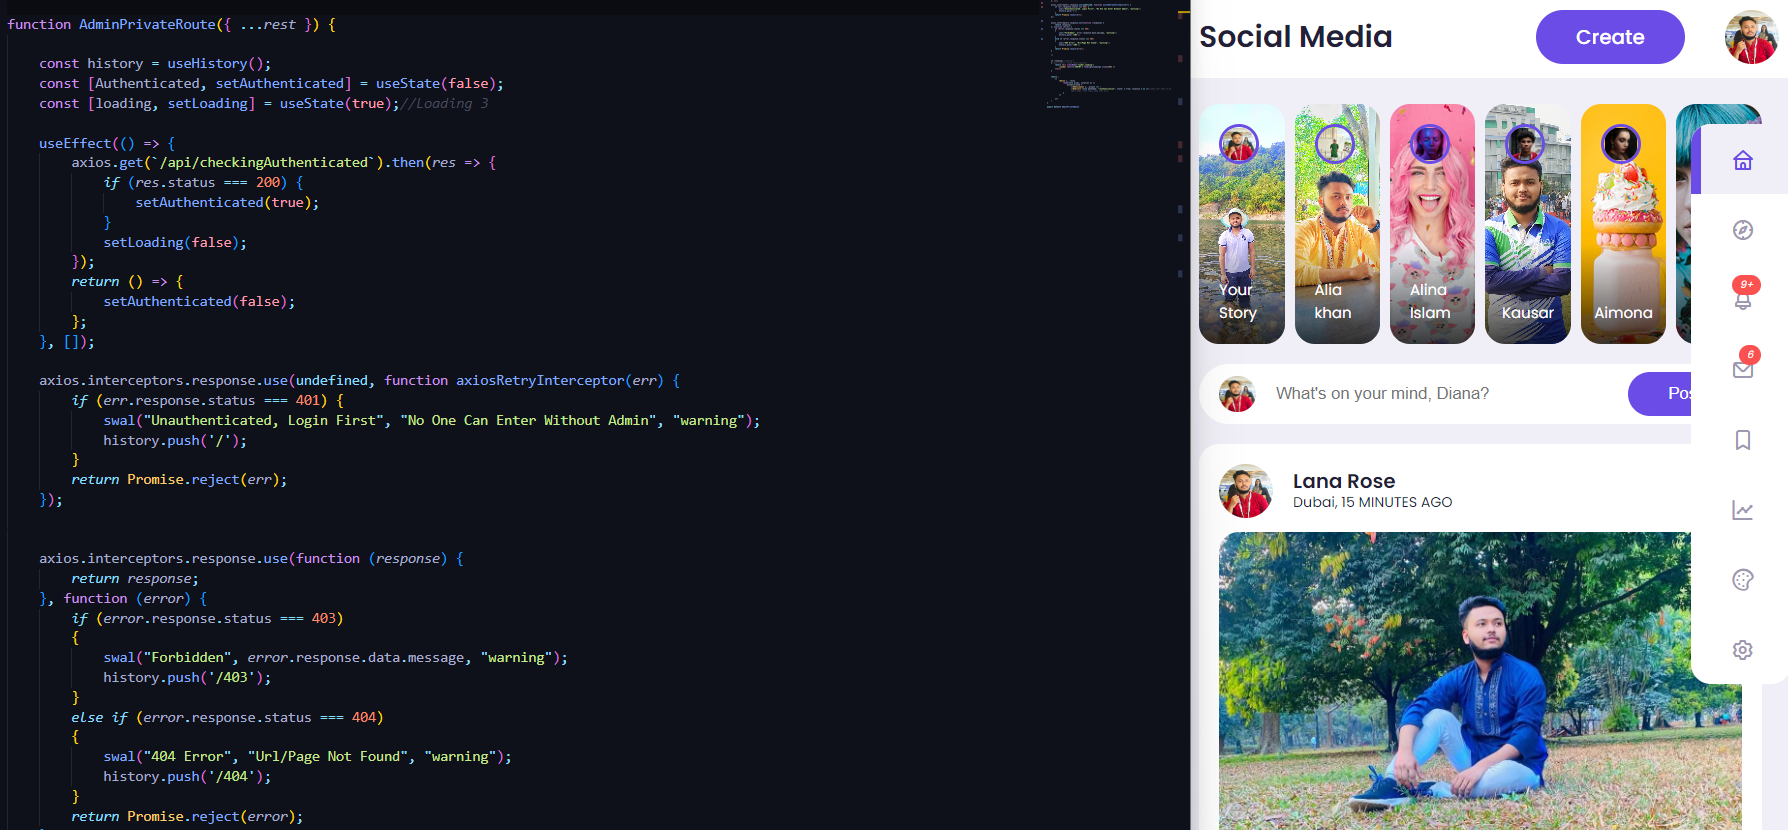 function AdminPrivateRoute({ ...rest }) {
const history = useHistory();
const [Authenticated, setAuthenticated] = useState(false);
const [loading, setLoading] = useState(true);//Loading 3
useEffect(() => {
axios.get(`/api/checkingAuthenticated`).then(res => {
if (res.status === 200) {
setAuthenticated(true);
}
setLoading(false);
});
return () => {
setAuthenticated(false);
};
}, []);
axios.interceptors.response.use(undefined, function axiosRetryInterceptor(err) {
if (err.response.status === 401) {
swal("Unauthenticated, Login First", "No One Can Enter Without Admin", "warning");
history.push('/');
}
return Promise.reject(err);
});
axios.interceptors.response.use(function (response) {
return response;
}, function (error) {
if (error.response.status === 403)
{
swal("Forbidden", error.response.data.message, "warning");
history.push('/403');
}
else if (error.response.status === 404)
{
swal("404 Error", "Url/Page Not Found", "warning");
history.push('/404');
}
return Promise.reject(error);
Social Media
Create
Your
Story
Alia
khan
Alina
Islam
Kausar
Aimona
9+
6
What's on your mind, Diana?
Pos
Lana Rose
Dubai, 15 MINUTES AGO